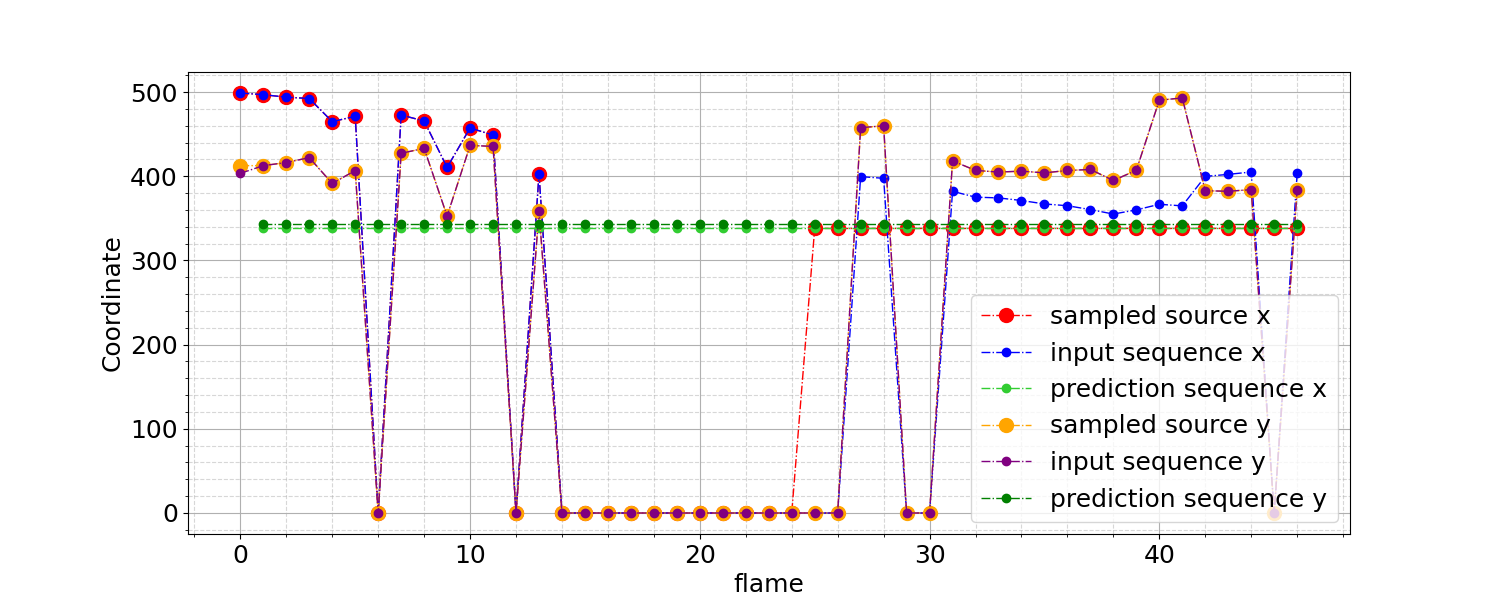 500
400
300
200
100
0
Coordinate
0 10 20 30 40
flame
sampled source x
input sequence x
prediction sequence x
sampled source y
input sequence y
prediction sequence y